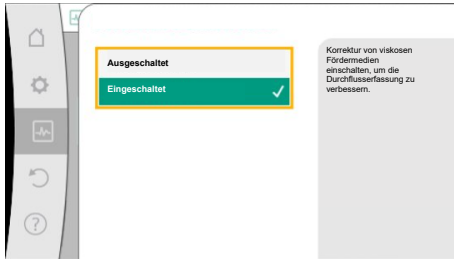 Ausgeschaltet
Eingeschaltet
Korrektur von viskosen
Fördermedien
einschalten, um die
Durchflusserfassung zu
verbessern.
?